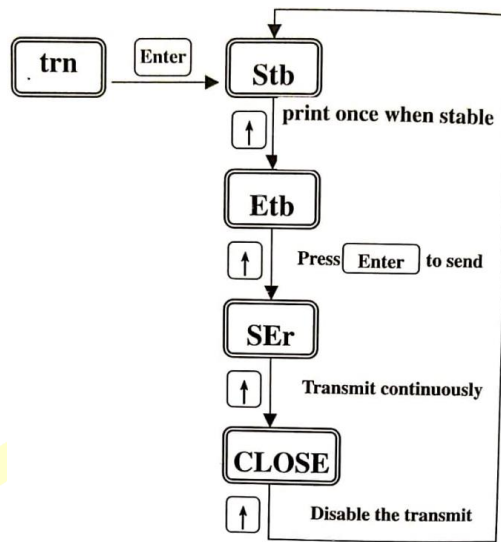 trn
Enter
Stb
print once when stable
↑
Etb
Press Enter to send
↑
SEr
Transmit continuously
↑
CLOSE
Disable the transmit
↑